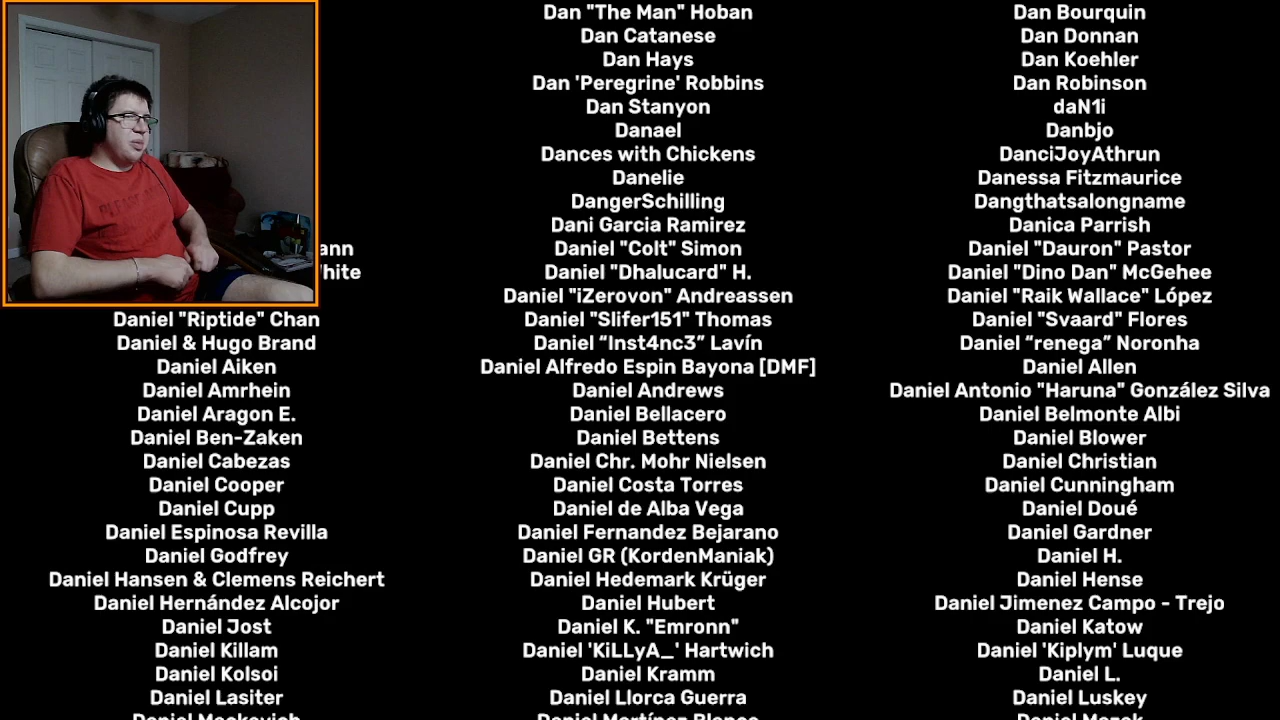 Dan "The Man" Hoban
Dan Bourquin
Dan Catanese
Dan Donnan
Dan Hays
Dan Koehler
Dan 'Peregrine' Robbins
Dan Robinson
Dan Stanyon
daN1i
Danael
Danbjo
Dances with Chickens
DanciJoyAthrun
Danelie
Danessa Fitzmaurice
DangerSchilling
Dangthatsalongname
Dani Garcia Ramirez
Danica Parrish
Daniel "Colt" Simon
Daniel "Dauron" Pastor
Daniel "Dhalucard" H.
Daniel "Dino Dan" McGehee
Daniel "iZerovon" Andreassen
Daniel "Raik Wallace" López
Daniel "Riptide" Chan
Daniel "Slifer151" Thomas
Daniel "Svaard" Flores
Daniel & Hugo Brand
Daniel “Inst4nc3” Lavín
Daniel “renega” Noronha
Daniel Aiken
Daniel Alfredo Espin Bayona [DMF]
Daniel Allen
Daniel Amrhein
Daniel Andrews
Daniel Antonio "Haruna" González Silva
Daniel Aragon E.
Daniel Bellacero
Daniel Belmonte Albi
Daniel Ben-Zaken
Daniel Bettens
Daniel Blower
Daniel Cabezas
Daniel Chr. Mohr Nielsen
Daniel Christian
Daniel Cooper
Daniel Costa Torres
Daniel Cunningham
Daniel Cupp
Daniel de Alba Vega
Daniel Doué
Daniel Espinosa Revilla
Daniel Fernandez Bejarano
Daniel Gardner
Daniel Godfrey
Daniel GR (KordenManiak)
Daniel H.
Daniel Hansen & Clemens Reichert
Daniel Hedemark Krüger
Daniel Hense
Daniel Hernández Alcojor
Daniel Hubert
Daniel Jimenez Campo - Trejo
Daniel Jost
Daniel K. "Emronn"
Daniel Katow
Daniel Killam
Daniel 'KiLLyA_' Hartwich
Daniel 'Kiplym' Luque
Daniel Kolsoi
Daniel Kramm
Daniel L.
Daniel Lasiter
Daniel Llorca Guerra
Daniel Luskey
Daniel
Daniel Martínez
Daniel